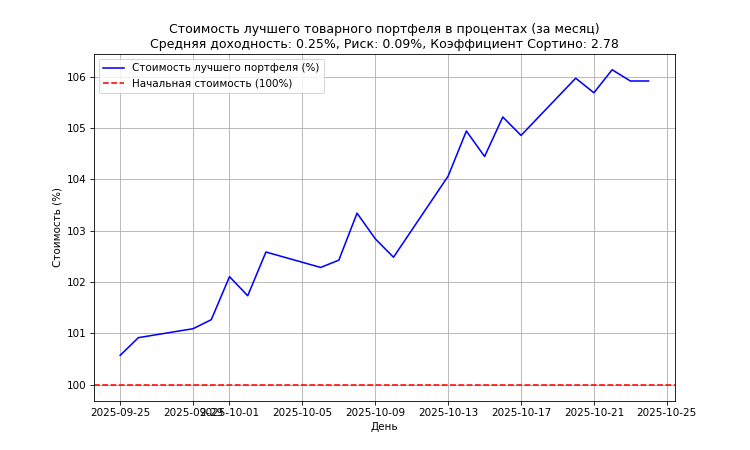 Стоимость лучшего товарного портфеля в процентах (за месяц)
Средняя доходность: 0.25%, Риск: 0.09%, Коэффициент Сортино: 2.78
Стоимость лучшего портфеля (%)
Начальная стоимость (100%)
106
105
104
103
102
101
100
Стоимость (%)
2025-09-25 2025-09-29 2025-10-01 2025-10-05 2025-10-09 2025-10-13 2025-10-17 2025-10-21 2025-10-25
День